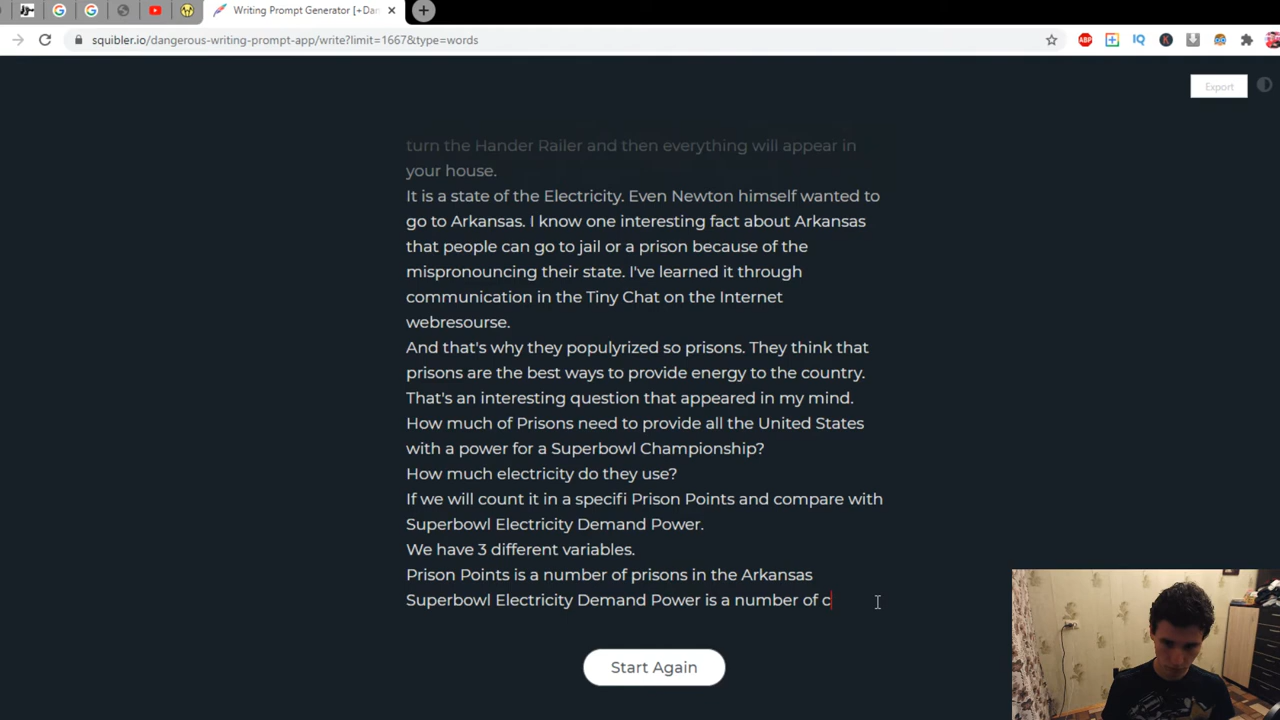 Writing Prompt Generator [+Dan
squibler.io/dangerous-writing-prompt-app/write?limit=1667&type=words
ABP
IQ
K
Export
turn the Hander Railer and then everything will appear in
your house.
It is a state of the Electricity. Even Newton himself wanted to
go to Arkansas. I know one interesting fact about Arkansas
that people can go to jail or a prison because of the
mispronouncing their state. I've learned it through
communication in the Tiny Chat on the Internet
webresourse.
And that's why they populyrized so prisons. They think that
prisons are the best ways to provide energy to the country.
That's an interesting question that appeared in my mind.
How much of Prisons need to provide all the United States
with a power for a Superbowl Championship?
How much electricity do they use?
If we will count it in a specifi Prison Points and compare with
Superbowl Electricity Demand Power.
We have 3 different variables.
Prison Points is a number of prisons in the Arkansas
Superbowl Electricity Demand Power is a number of c
Start Again